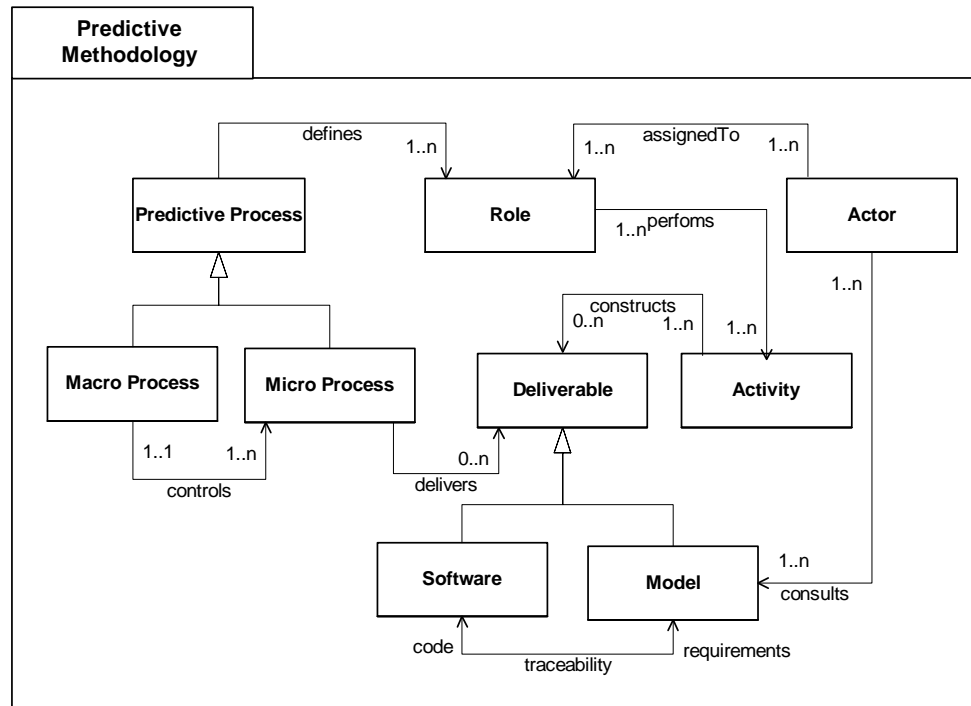 Predictive
Methodology
defines
1..n
assignedTo
1..n
1..n
Predictive Process
Role
Actor
1..n
perfoms
1..n
constructs
0..n
1..n
1..n
Macro Process
Micro Process
Deliverable
Activity
1..1
1..n
0..n
controls
delivers
Software
Model
1..n
consults
code
traceability
requirements